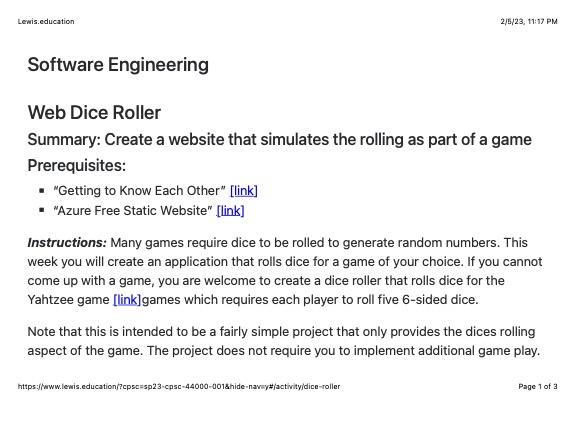 Lewis.education 2/5/23, 11:17 PM
Software Engineering
Web Dice Roller
Summary: Create a website that simulates the rolling as part of a game
Prerequisites:
▪ “Getting to Know Each Other” [link]
▪ “Azure Free Static Website” [link]
Instructions: Many games require dice to be rolled to generate random numbers. This
week you will create an application that rolls dice for a game of your choice. If you cannot
come up with a game, you are welcome to create a dice roller that rolls dice for the
Yahtzee game [link]games which requires each player to roll five 6-sided dice.
Note that this is intended to be a fairly simple project that only provides the dices rolling
aspect of the game. The project does not require you to implement additional game play.
https://www.lewis.education/?cpsc=sp23-cpsc-44000-001&hide-nav=y#/activity/dice-roller Page 1 of 3